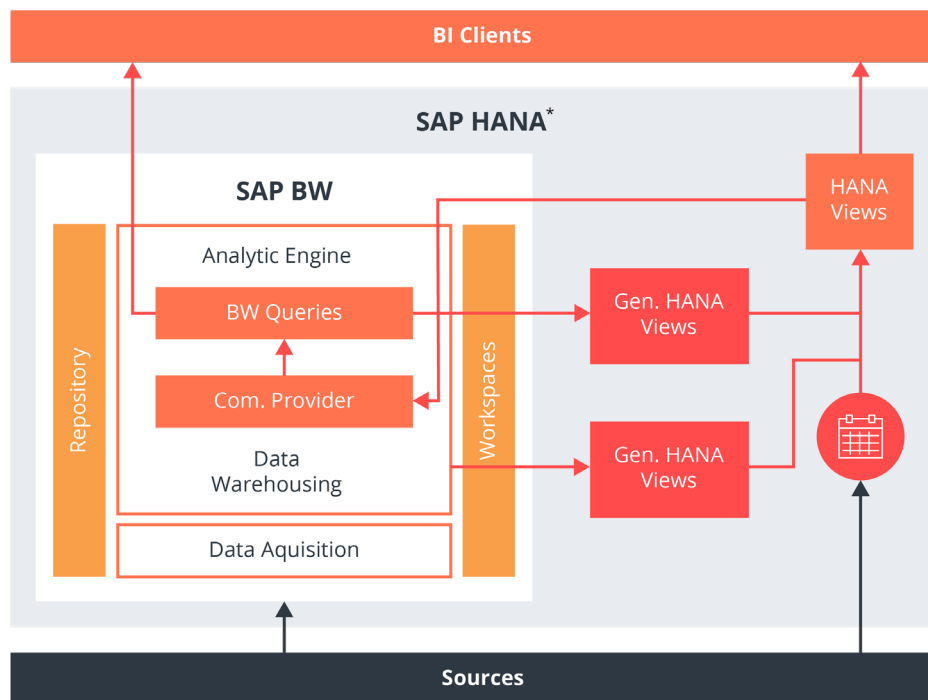 BI Clients
SAP HANA*
SAP BW
HANA
Views
Analytic Engine
BW Queries
Gen. HANA
Views
Repository
Com. Provider
Workspaces
Data
Warehousing
Gen. HANA
Views
Data Aquisition
Sources